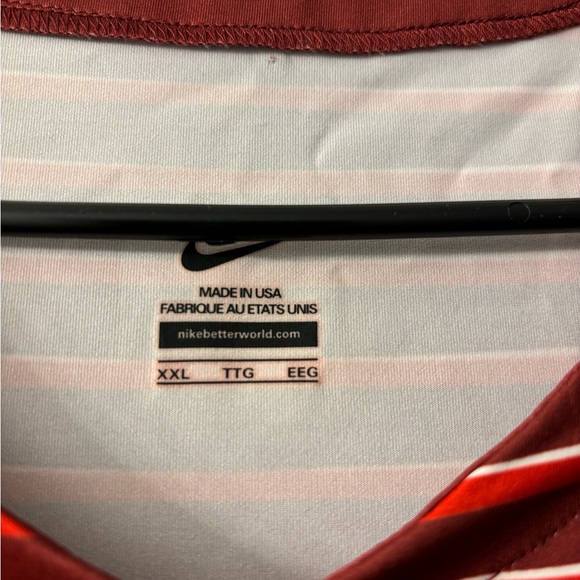 MADE IN USA
FABRIQUE AU ETATS UNIS
nikebetterworld.com
XXL TTG EEG